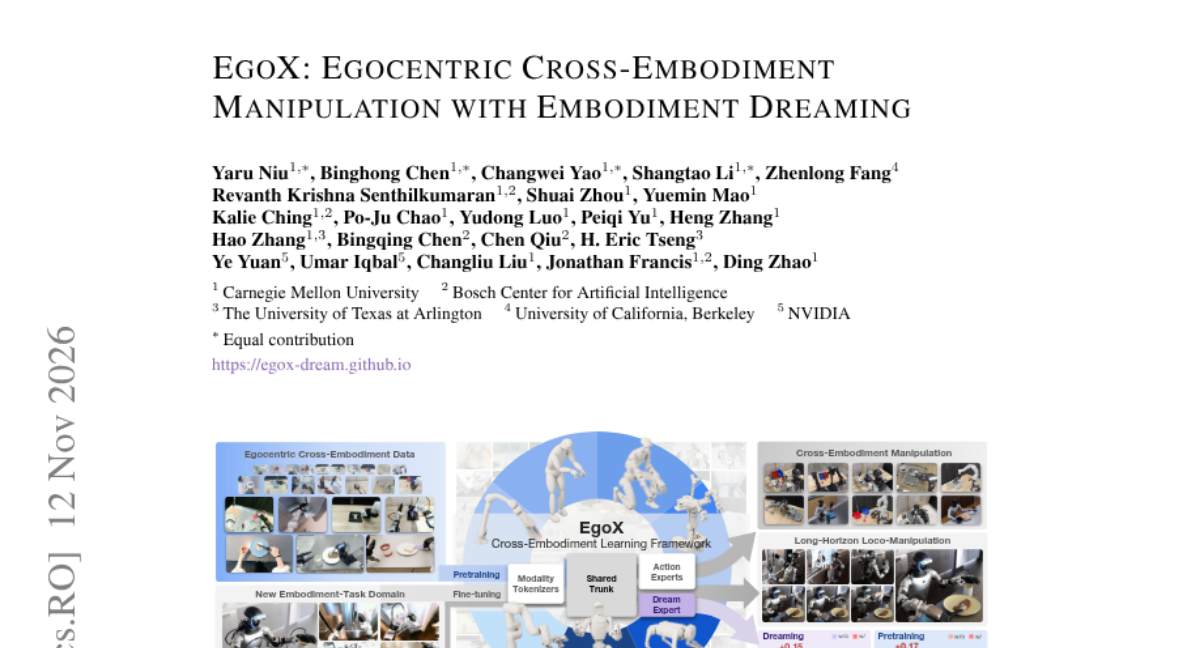 EGOX: EGOCENTRIC CROSS-EMBODIMENT
MANIPULATION WITH EMBODIMENT DREAMING
Yaru Niu1,*, Binghong Chen1,*, Changwei Yao1,*, Shangtao Li1,*, Zhenlong Fang4
Revanth Krishna Senthilkumaran1,2, Shuai Zhou1, Yuemin Mao1
Kalie Ching1,2, Po-Ju Chao1, Yudong Luo1, Peiqi Yu1, Heng Zhang1
Hao Zhang1,3, Bingqing Chen2, Chen Qiu2, H. Eric Tseng3
Ye Yuan5, Umar Iqbal5, Changliu Liu1, Jonathan Francis1,2, Ding Zhao1
1 Carnegie Mellon University 2 Bosch Center for Artificial Intelligence
3 The University of Texas at Arlington 4 University of California, Berkeley 5 NVIDIA
* Equal contribution
https://egox-dream.github.io
cs.RO] 12 Nov 2026
Egocentric Cross-Embodiment Data
New Embodiment-Task Domain
EgoX
Cross-Embodiment Learning Framework
Pretraining
Fine-tuning
Modality
Tokenizers
Shared
Trunk
Action
Experts
Dream
Expert
Cross-Embodiment Manipulation
Long-Horizon Loco-Manipulation
Dreaming w/o w/
+0.15
Pretraining w/o w/
+0.17